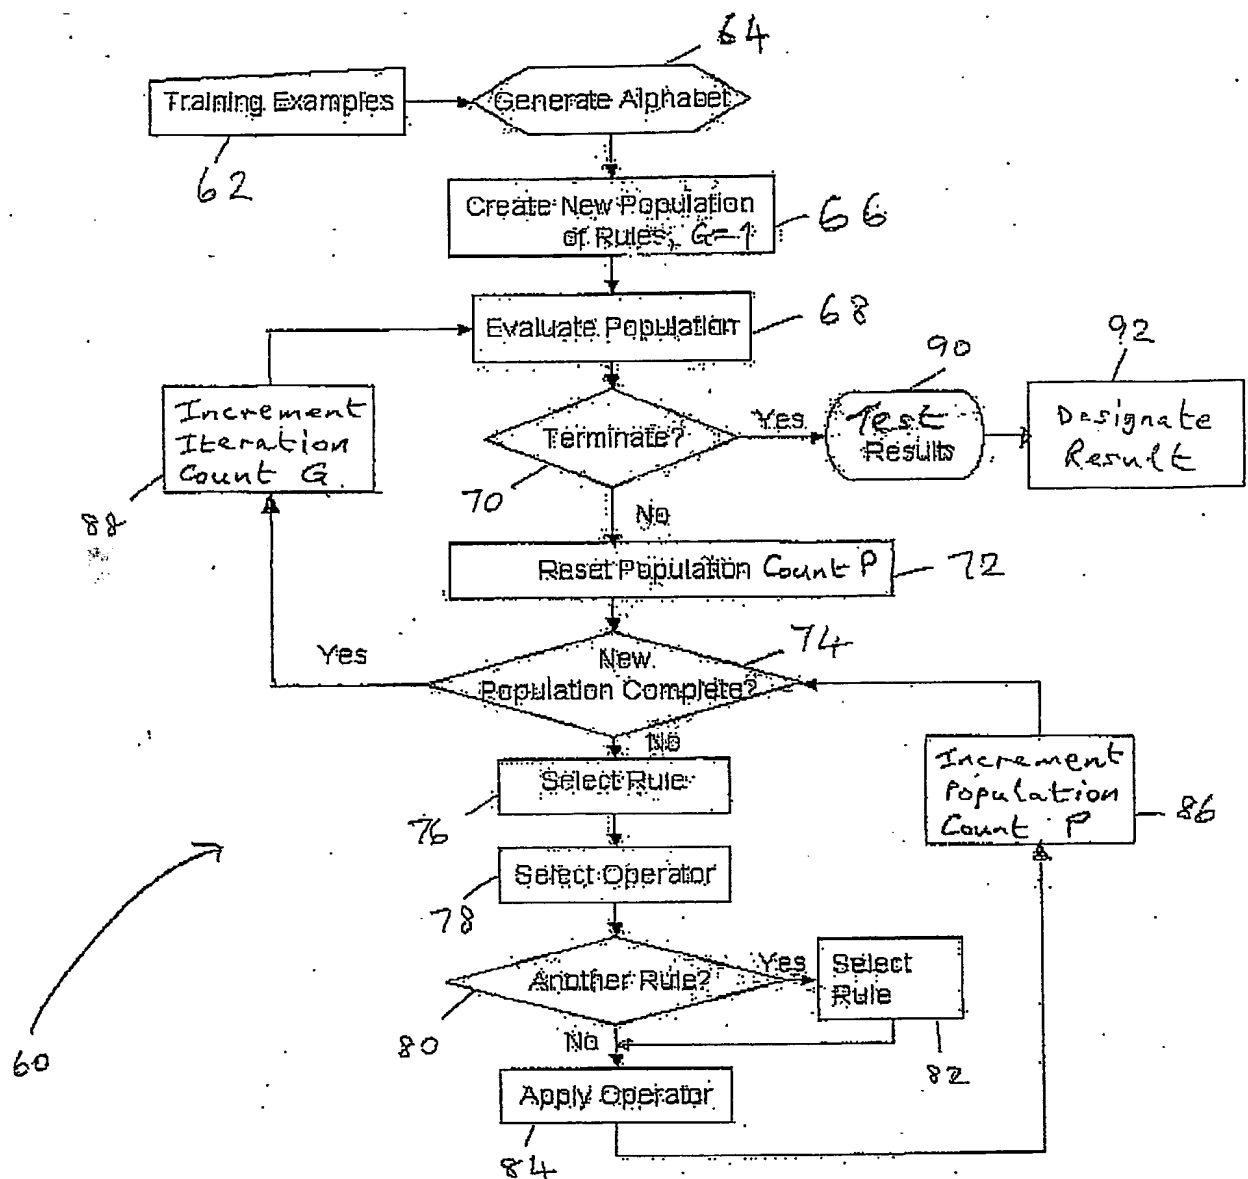 64
Training Examples
Generate Alphabet
62
Create New Population
of Rules, G=1
66
Evaluate Population
68
90
92
Increment
Iteration
Count G
Terminate?
Yes
Test
Results
Designate
Result
70
88
No
Reset Population Count P
72
74
Yes
New
Population Complete?
No
Select Rule
76
Increment
Population
Count P
86
Select Operator
78
Another Rule?
Yes
Select
Rule
80
No
82
60
Apply Operator
84